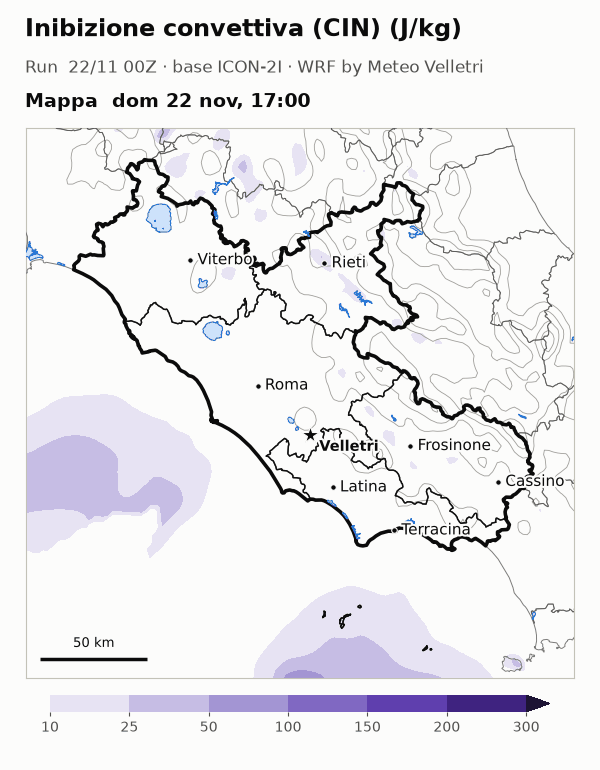 Inibizione convettiva (CIN) (J/kg)
Run 22/11 00Z · base ICON-2I · WRF by Meteo Velletri
Mappa dom 22 nov, 17:00
Viterbo
Rieti
Roma
Velletri
Frosinone
Cassino
Latina
Terracina
50 km
10 25 50 100 150 200 300